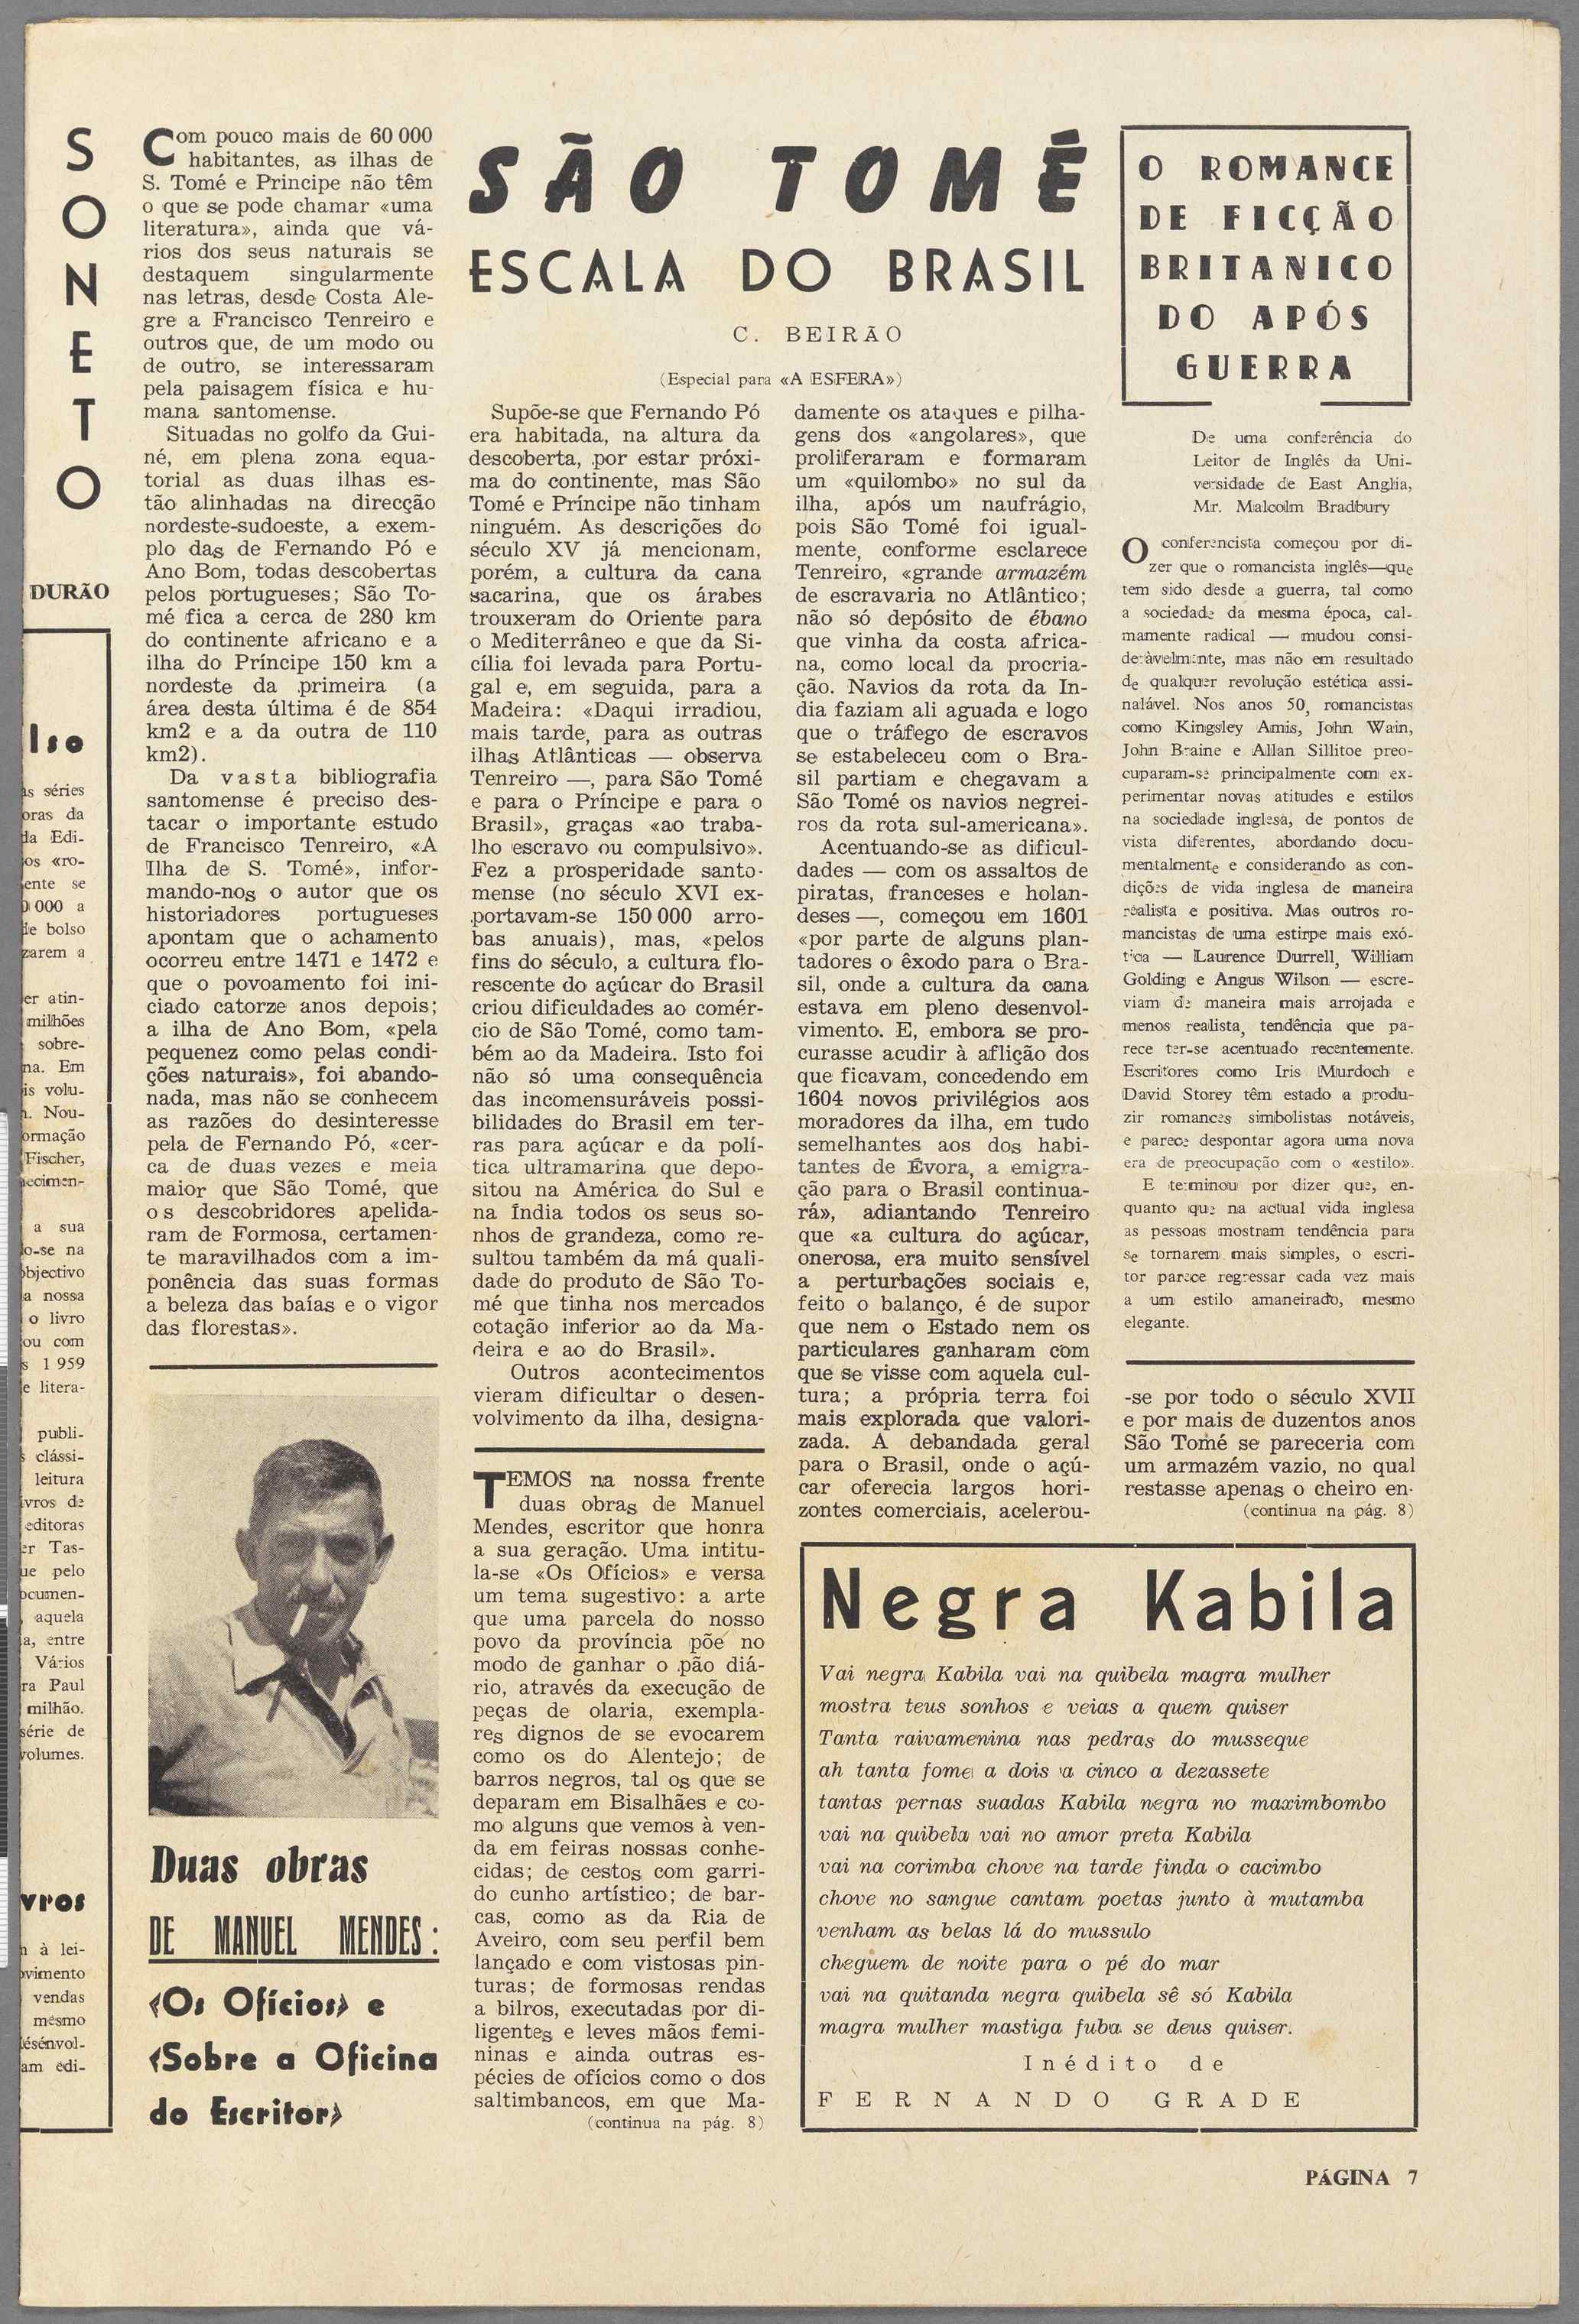 S
O
N
E
T
O
DURÃO
lso
s séries
oras da
da Edi-
os «ro-
ente se
000 a
de bolso
zarem a
er atin-
milhões
sobre-
na. Em
is volu-
. Nou-
ormação
Fischer,
ecimen-
a sua
o-se na
bjectivo
a nossa
o livro
ou com
s 1 959
e litera-
publi-
s clássi-
leitura
ivros de
editoras
er Tas-
ue pelo
ocumen-
, aquela
a, entre
Vários
ra Paul
milhão.
série de
volumes.
vros
à lei-
ovimento
vendas
mesmo
desénvol-
am edi-
Com pouco mais de 60 000
habitantes, as ilhas de
S. Tomé e Principe não têm
o que se pode chamar «uma
literatura», ainda que vá-
rios dos seus naturais se
destaquem singularmente
nas letras, desde Costa Ale-
gre a Francisco Tenreiro e
outros que, de um modo ou
de outro, se interessaram
pela paisagem física e hu-
mana santomense.
Situadas no golfo da Gui-
né, em plena zona equa-
torial as duas ilhas es-
tão alinhadas na direcção
nordeste-sudoeste, a exem-
plo das de Fernando Pó e
Ano Bom, todas descobertas
pelos portugueses; São To-
mé fica a cerca de 280 km
do continente africano e a
ilha do Príncipe 150 km a
nordeste da primeira (a
área desta última é de 854
km2 e a da outra de 110
km2).
Da vasta bibliografia
santomense é preciso des-
tacar o importante estudo
de Francisco Tenreiro, «A
Ilha de S. Tomé», infor-
mando-nos o autor que os
historiadores portugueses
apontam que o achamento
ocorreu entre 1471 e 1472 e
que o povoamento foi ini-
ciado catorze anos depois;
a ilha de Ano Bom, «pela
pequenez como pelas condi-
ções naturais», foi abando-
nada, mas não se conhecem
as razões do desinteresse
pela de Fernando Pó, «cer-
ca de duas vezes e meia
maior que São Tomé, que
os descobridores apelida-
ram de Formosa, certamen-
te maravilhados com a im-
ponência das suas formas
a beleza das baías e o vigor
das florestas».
SÃO TOMÉ
ESCALA DO BRASIL
C. BEIRÃO
(Especial para «A ESFERA»)
Supõe-se que Fernando Pó
era habitada, na altura da
descoberta, por estar próxi-
ma do continente, mas São
Tomé e Príncipe não tinham
ninguém. As descrições do
século XV já mencionam,
porém, a cultura da cana
sacarina, que os árabes
trouxeram do Oriente para
o Mediterrâneo e que da Si-
cília foi levada para Portu-
gal e, em seguida, para a
Madeira: «Daqui irradiou,
mais tarde, para as outras
ilhas Atlânticas — observa
Tenreiro —, para São Tomé
e para o Príncipe e para o
Brasil», graças «ao traba-
lho escravo ou compulsivo».
Fez a prosperidade santo-
mense (no século XVI ex-
portavam-se 150 000 arro-
bas anuais), mas, «pelos
fins do século, a cultura flo-
rescente do açúcar do Brasil
criou dificuldades ao comér-
cio de São Tomé, como tam-
bém ao da Madeira. Isto foi
não só uma consequência
das incomensuráveis possi-
bilidades do Brasil em ter-
ras para açúcar e da polí-
tica ultramarina que depo-
sitou na América do Sul e
na Índia todos os seus so-
nhos de grandeza, como re-
sultou também da má quali-
dade do produto de São To-
mé que tinha nos mercados
cotação inferior ao da Ma-
deira e ao do Brasil».
Outros acontecimentos
vieram dificultar o desen-
volvimento da ilha, designa-
damente os ataques e pilha-
gens dos «angolares», que
proliferaram e formaram
um «quilombo» no sul da
ilha, após um naufrágio,
pois São Tomé foi igual-
mente, conforme esclarece
Tenreiro, «grande armazém
de escravaria no Atlântico;
não só depósito de ébano
que vinha da costa africa-
na, como local da procria-
ção. Navios da rota da In-
dia faziam ali aguada e logo
que o tráfego de escravos
se estabeleceu com o Bra-
sil partiam e chegavam a
São Tomé os navios negrei-
ros da rota sul-americana».
Acentuando-se as dificul-
dades — com os assaltos de
piratas, franceses e holan-
deses —, começou em 1601
«por parte de alguns plan-
tadores o êxodo para o Bra-
sil, onde a cultura da cana
estava em pleno desenvol-
vimento. E, embora se pro-
curasse acudir à aflição dos
que ficavam, concedendo em
1604 novos privilégios aos
moradores da ilha, em tudo
semelhantes aos dos habi-
tantes de Évora, a emigra-
ção para o Brasil continua-
rá», adiantando Tenreiro
que «a cultura do açúcar,
onerosa, era muito sensível
a perturbações sociais e,
feito o balanço, é de supor
que nem o Estado nem os
particulares ganharam com
que se visse com aquela cul-
tura; a própria terra foi
mais explorada que valori-
zada. A debandada geral
para o Brasil, onde o açú-
car oferecia largos hori-
zontes comerciais, acelerou-
-se por todo o século XVII
e por mais de duzentos anos
São Tomé se pareceria com
um armazém vazio, no qual
restasse apenas o cheiro en-
(continua na pág. 8)
O ROMANCE
DE FICÇÃO
BRITANICO
DO APÓS
GUERRA
De uma conferência do
Leitor de Inglês da Uni-
versidade de East Anglia,
Mr. Malcolm Bradbury
O conferencista começou por di-
zer que o romancista inglês—que
tem sido desde a guerra, tal como
a sociedade da mesma época, cal-
mamente radical — mudou consi-
deràvelmente, mas não em resultado
de qualquer revolução estética assi-
nalável. Nos anos 50, romancistas
como Kingsley Amis, John Wain,
John Braine e Allan Sillitoe preo-
cuparam-se principalmente com ex-
perimentar novas atitudes e estilos
na sociedade inglesa, de pontos de
vista diferentes, abordando docu-
mentalmente e considerando as con-
dições de vida inglesa de maneira
realista e positiva. Mas outros ro-
mancistas de uma estirpe mais exó-
tica — Laurence Durrell, William
Golding e Angus Wilson — escre-
viam de maneira mais arrojada e
menos realista, tendência que pa-
rece ter-se acentuado recentemente.
Escritores como Iris Murdoch e
David Storey têm estado a produ-
zir romances simbolistas notáveis,
e parece despontar agora uma nova
era de preocupação com o «estilo».
E terminou por dizer que, en-
quanto que na actual vida inglesa
as pessoas mostram tendência para
se tornarem mais simples, o escri-
tor parece regressar cada vez mais
a um estilo amaneirado, mesmo
elegante.
Duas obras
DE MANUEL MENDES:
«Os Ofícios» e
«Sobre a Oficina
do Escritor»
TEMOS na nossa frente
duas obras de Manuel
Mendes, escritor que honra
a sua geração. Uma intitu-
la-se «Os Ofícios» e versa
um tema sugestivo: a arte
que uma parcela do nosso
povo da província põe no
modo de ganhar o pão diá-
rio, através da execução de
peças de olaria, exempla-
res dignos de se evocarem
como os do Alentejo; de
barros negros, tal os que se
deparam em Bisalhães e co-
mo alguns que vemos à ven-
da em feiras nossas conhe-
cidas; de cestos com garri-
do cunho artístico; de bar-
cas, como as da Ria de
Aveiro, com seu perfil bem
lançado e com vistosas pin-
turas; de formosas rendas
a bilros, executadas por di-
ligentes e leves mãos femi-
ninas e ainda outras es-
pécies de ofícios como o dos
saltimbancos, em que Ma-
(continua na pág. 8)
Negra Kabila
Vai negra Kabila vai na quibela magra mulher
mostra teus sonhos e veias a quem quiser
Tanta raivamenina nas pedras do musseque
ah tanta fome a dois a cinco a dezassete
tantas pernas suadas Kabila negra no maximbombo
vai na quibela vai no amor preta Kabila
vai na corimba chove na tarde finda o cacimbo
chove no sangue cantam poetas junto à mutamba
venham as belas lá do mussulo
cheguem de noite para o pé do mar
vai na quitanda negra quibela sê só Kabila
magra mulher mastiga fuba se deus quiser.
Inédito de
FERNANDO GRADE
PÁGINA 7